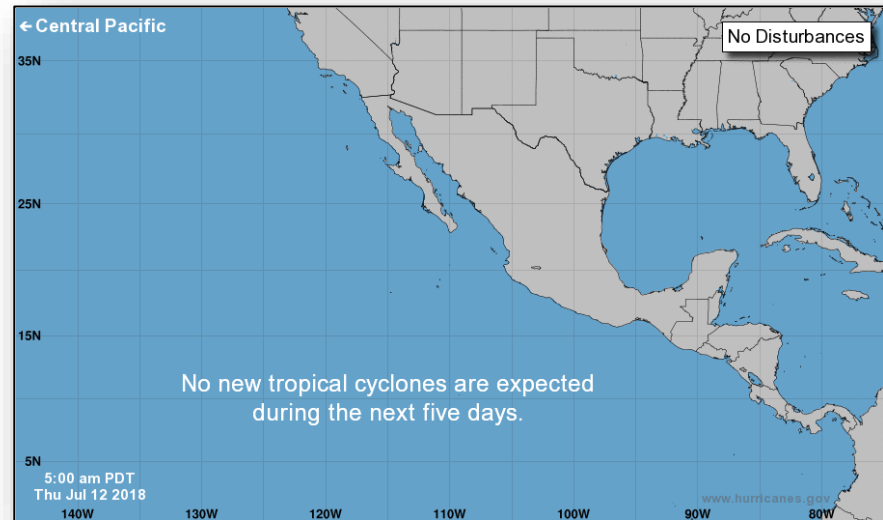 ← Central Pacific
No Disturbances
35N
25N
15N
No new tropical cyclones are expected
during the next five days.
5N
5:00 am PDT
Thu Jul 12 2018
www.hurricanes.gov
140W 130W 120W 110W 100W 90W 80W